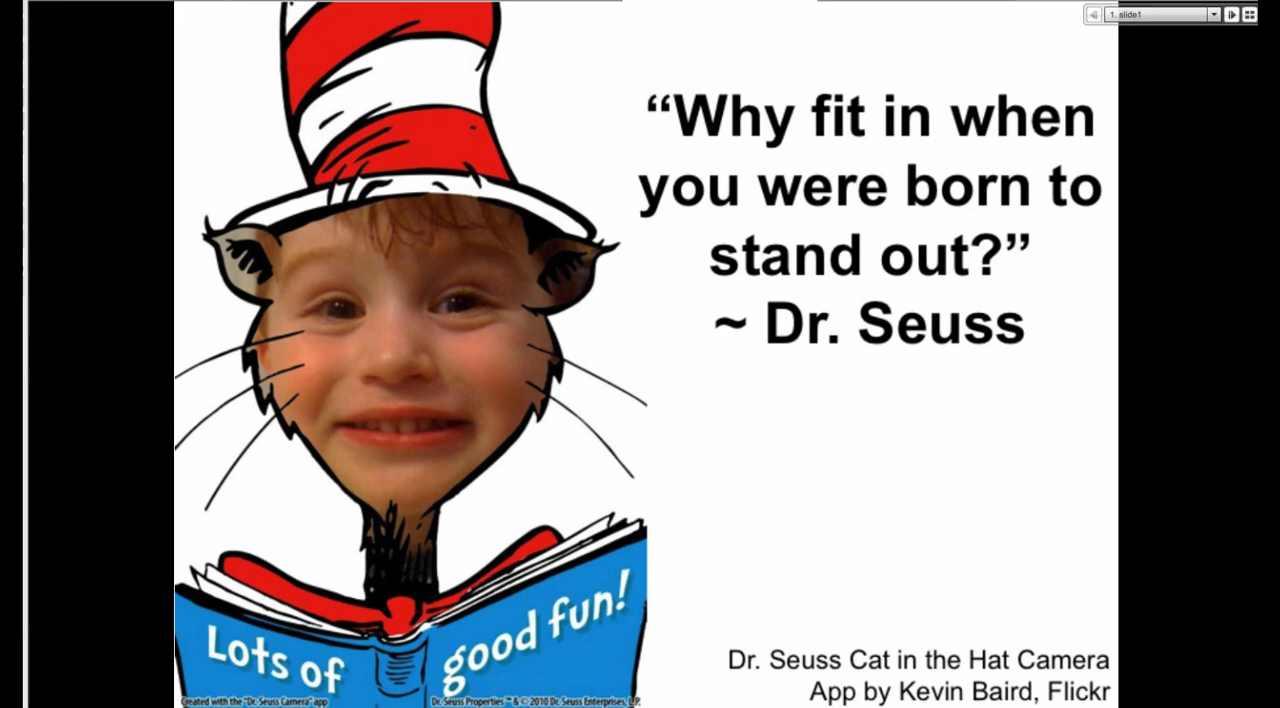 1. slide1
“Why fit in when
you were born to
stand out?”
~ Dr. Seuss
Lots of good fun!
Dr. Seuss Cat in the Hat Camera
App by Kevin Baird, Flickr
Created with the "Dr. Seuss Camera" app
Dr. Seuss Properties ™ & © 2010 Dr. Seuss Enterprises, L.P.